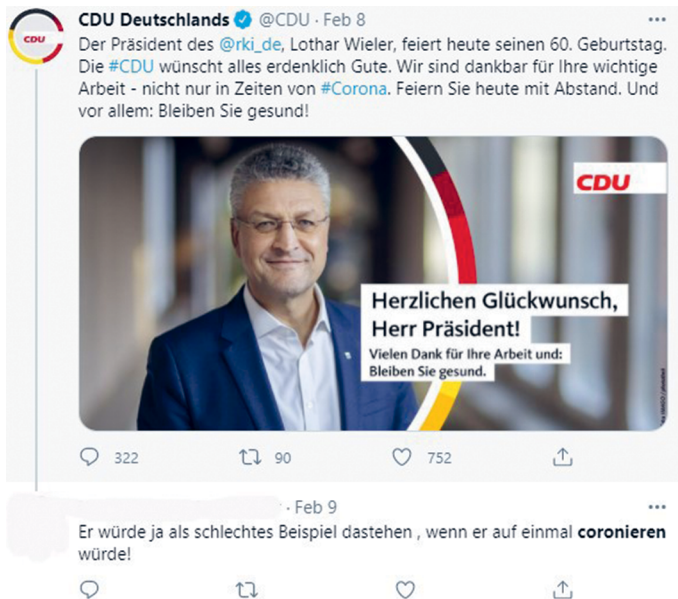 CDU
CDU Deutschlands @CDU · Feb 8
Der Präsident des @rki_de, Lothar Wieler, feiert heute seinen 60. Geburtstag.
Die #CDU wünscht alles erdenklich Gute. Wir sind dankbar für Ihre wichtige
Arbeit - nicht nur in Zeiten von #Corona. Feiern Sie heute mit Abstand. Und
vor allem: Bleiben Sie gesund!
CDU
Herzlichen Glückwunsch,
Herr Präsident!
Vielen Dank für Ihre Arbeit und:
Bleiben Sie gesund.
322 90 752
· Feb 9
Er würde ja als schlechtes Beispiel dastehen , wenn er auf einmal coronieren
würde!